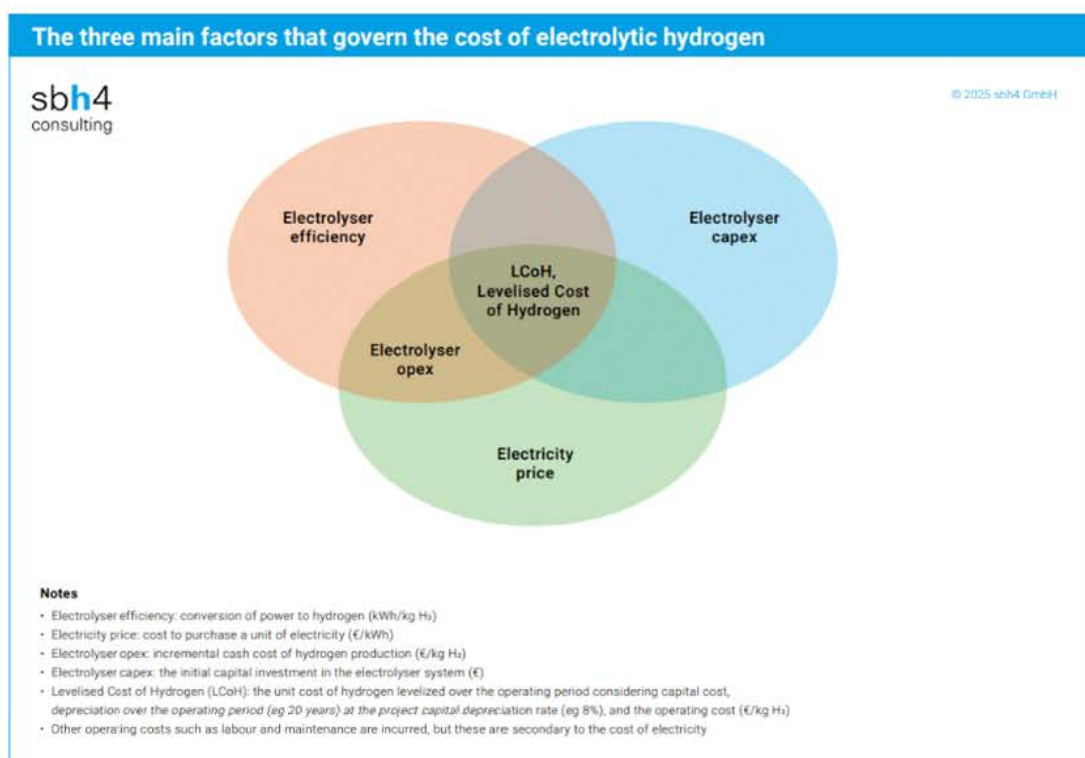 The three main factors that govern the cost of electrolytic hydrogen
sbh4
consulting
© 2025 sbh4 GmbH
Electrolyser
efficiency
Electrolyser
capex
LCoH,
Levelised Cost
of Hydrogen
Electrolyser
opex
Electricity
price
Notes
• Electrolyser efficiency: conversion of power to hydrogen (kWh/kg H₂)
• Electricity price: cost to purchase a unit of electricity (€/kWh)
• Electrolyser opex: incremental cash cost of hydrogen production (€/kg H₂)
• Electrolyser capex: the initial capital investment in the electrolyser system (€)
• Levelised Cost of Hydrogen (LCoH): the unit cost of hydrogen levelized over the operating period considering capital cost,
depreciation over the operating period (eg 20 years) at the project capital depreciation rate (eg 8%), and the operating cost (€/kg H₂)
• Other operating costs such as labour and maintenance are incurred, but these are secondary to the cost of electricity